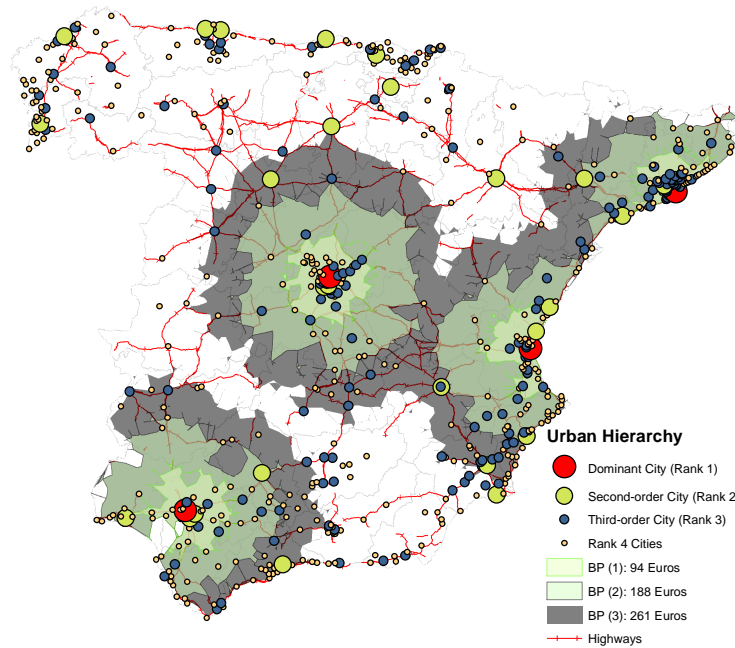 Urban Hierarchy
Dominant City (Rank 1)
Second-order City (Rank 2
Third-order City (Rank 3)
Rank 4 Cities
BP (1): 94 Euros
BP (2): 188 Euros
BP (3): 261 Euros
Highways